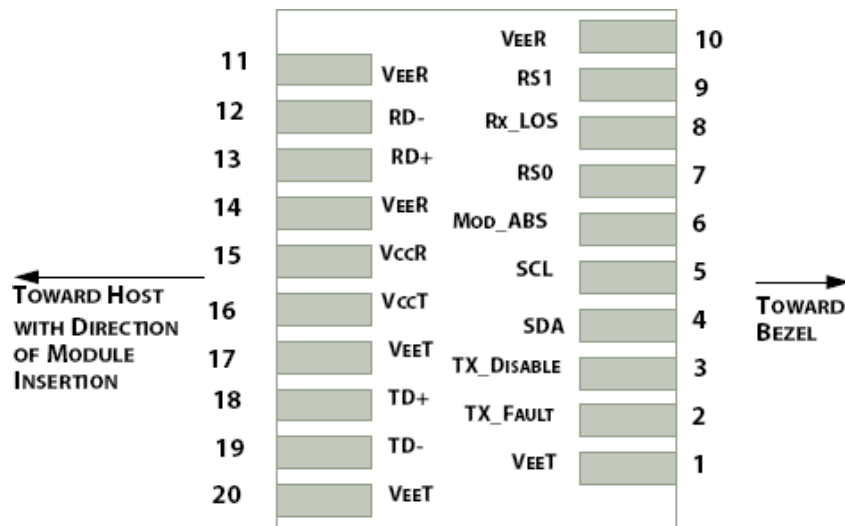 VEER 10
11 VEER
RS1 9
12 RD-
Rx_LOS 8
13 RD+
RS0 7
14 VEER
MOD_ABS 6
15 VCCR
SCL 5
TOWARD HOST
WITH DIRECTION
OF MODULE
INSERTION
16 VCCT
SDA 4
TOWARD
BEZEL
17 VEET
TX_DISABLE 3
18 TD+
TX_FAULT 2
19 TD-
VEET 1
20 VEET